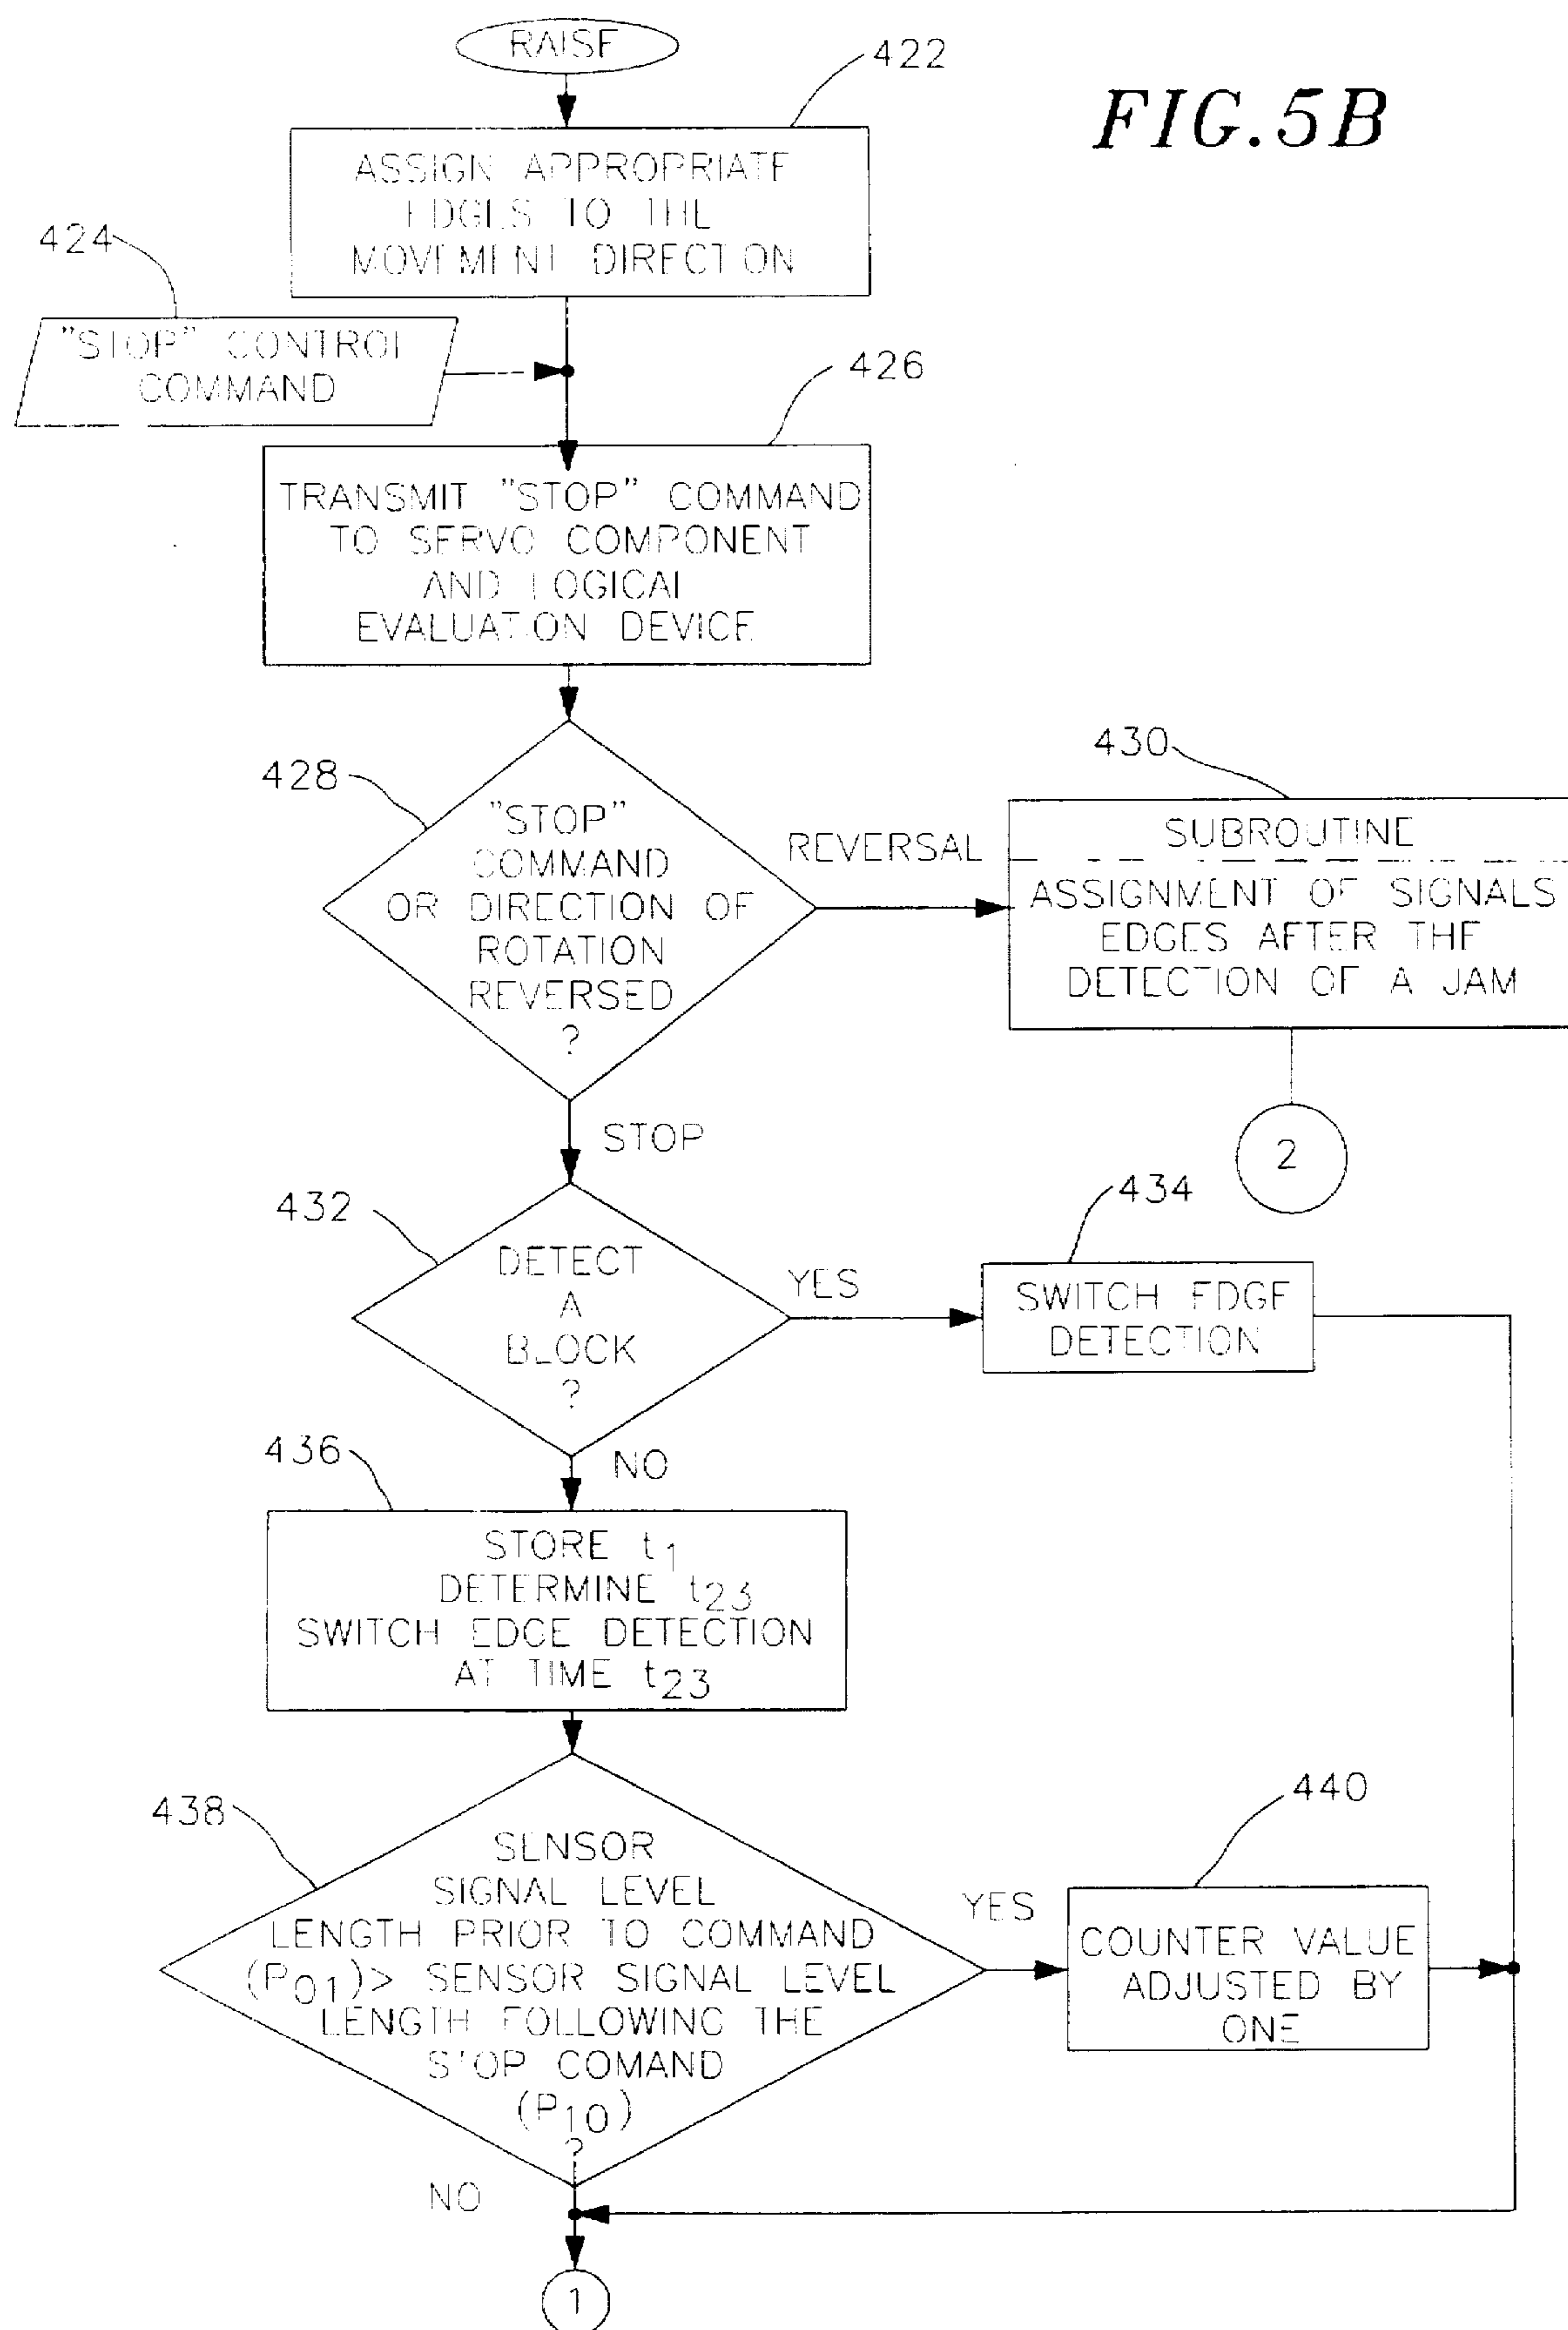 RAISE
422
FIG.5B
ASSIGN APPROPRIATE
EDGES TO THE
MOVEMENT DIRECTION
424
"STOP" CONTROL
COMMAND
426
TRANSMIT "STOP" COMMAND
TO SERVO COMPONENT
AND LOGICAL
EVALUATION DEVICE
428
"STOP"
COMMAND
OR DIRECTION OF
ROTATION
REVERSED
?
REVERSAL
430
SUBROUTINE
ASSIGNMENT OF SIGNALS
EDGES AFTER THE
DETECTION OF A JAM
2
STOP
432
DETECT
A
BLOCK
?
YES
434
SWITCH EDGE
DETECTION
NO
436
STORE t1
DETERMINE t23
SWITCH EDGE DETECTION
AT TIME t23
438
SENSOR
SIGNAL LEVEL
LENGTH PRIOR TO COMMAND
(P01)> SENSOR SIGNAL LEVEL
LENGTH FOLLOWING THE
STOP COMAND
(P10)
?
YES
440
COUNTER VALUE
ADJUSTED BY
ONE
NO
1